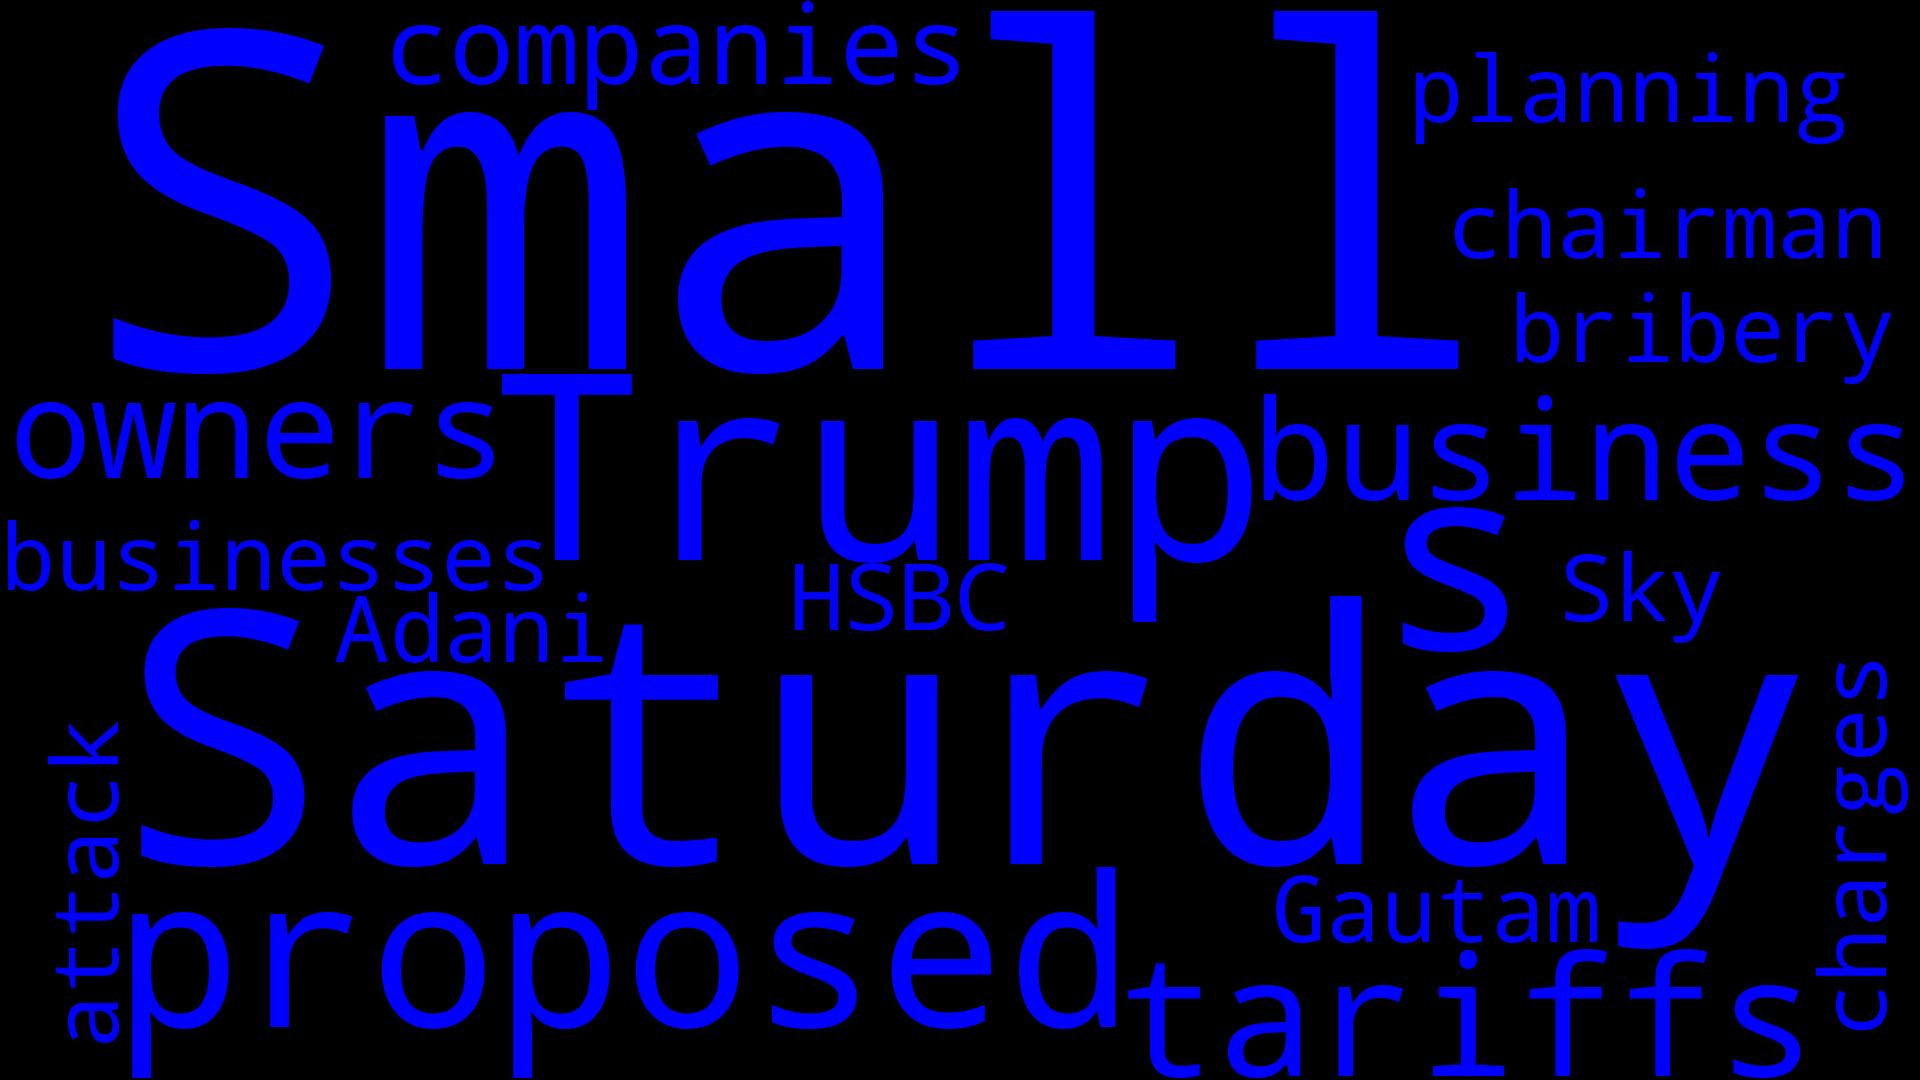 companies
Small
planning
chairman
bribery
owners
Trump
business
businesses
s
Sky
HSBC
Adani
Saturday
attack
charges
proposed
Gautam
tariffs